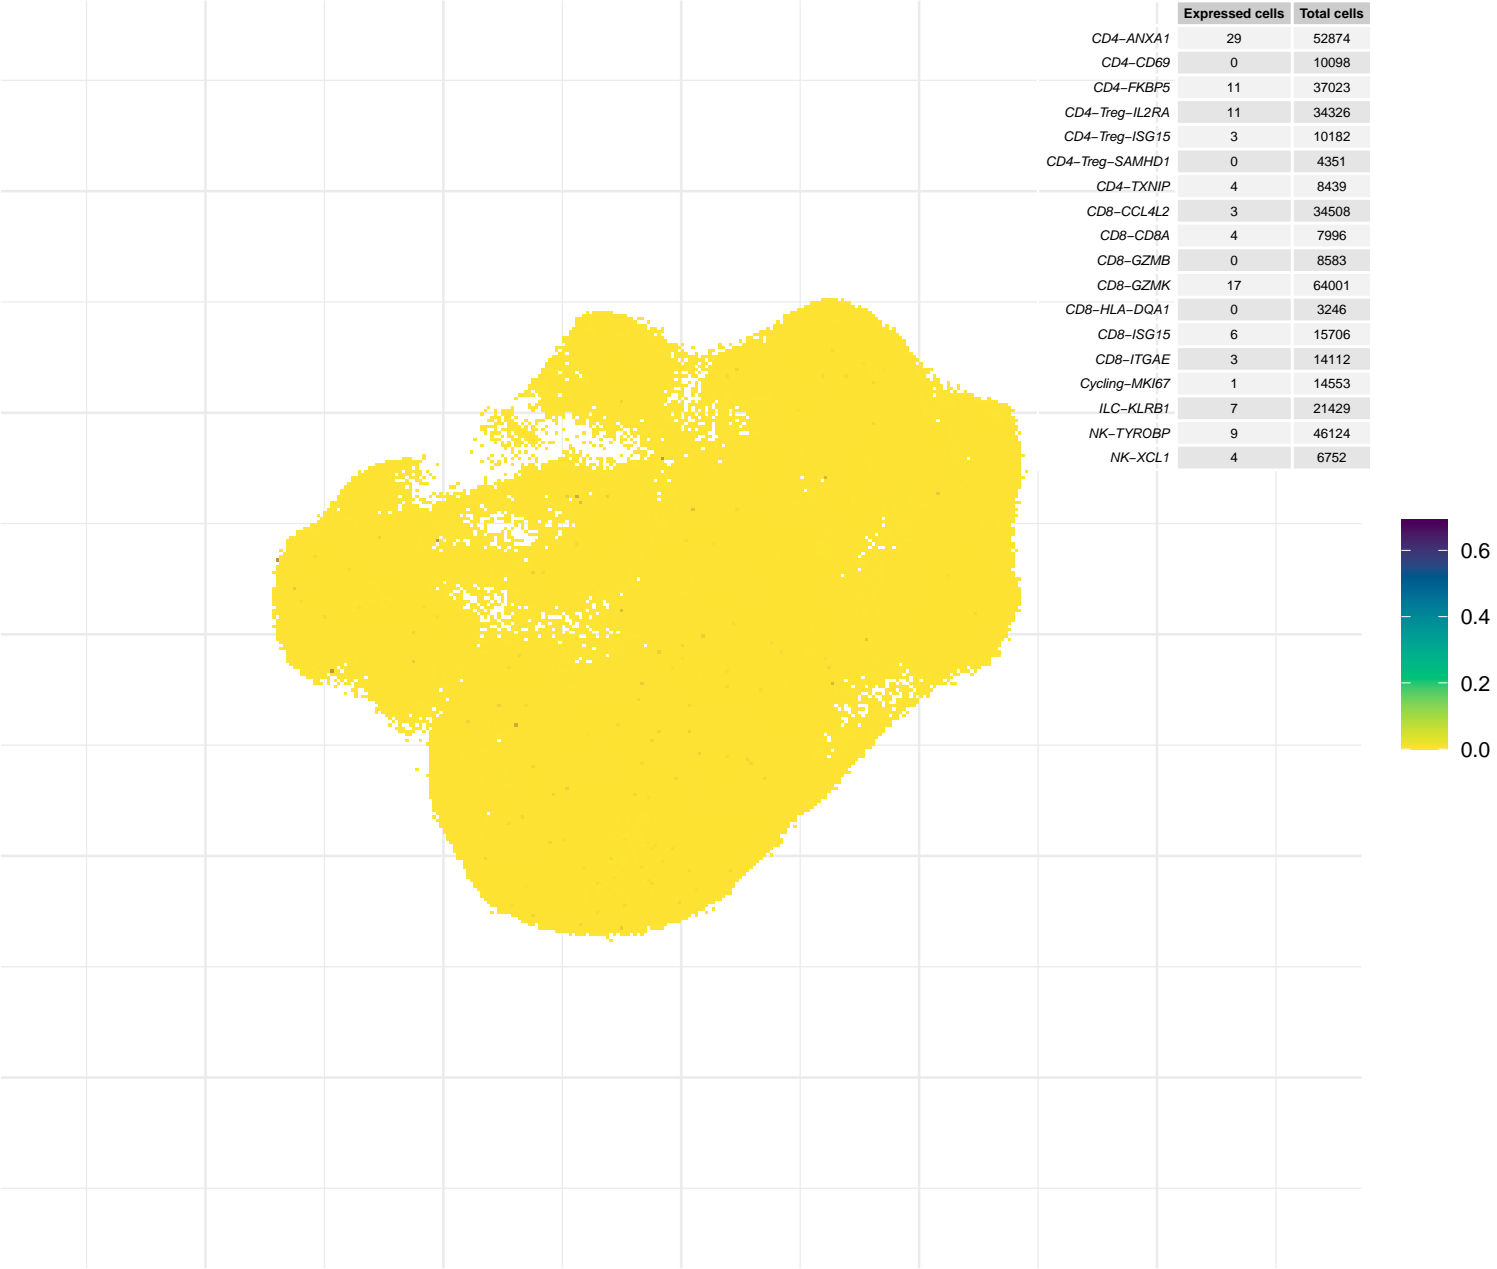 Expressed cells Total cells
CD4−ANXA1 29 52874
CD4−CD69 0 10098
CD4−FKBP5 11 37023
CD4−Treg−IL2RA 11 34326
CD4−Treg−ISG15 3 10182
CD4−Treg−SAMHD1 0 4351
CD4−TXNIP 4 8439
CD8−CCL4L2 3 34508
CD8−CD8A 4 7996
CD8−GZMB 0 8583
CD8−GZMK 17 64001
CD8−HLA−DQA1 0 3246
CD8−ISG15 6 15706
CD8−ITGAE 3 14112
Cycling−MKI67 1 14553
ILC−KLRB1 7 21429
NK−TYROBP 9 46124
NK−XCL1 4 6752
0.6
0.4
0.2
0.0